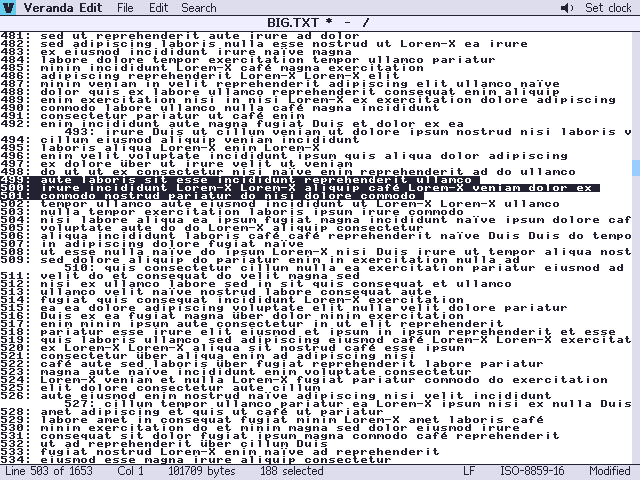 Veranda Edit File Edit Search Set clock
BIG.TXT * - /
481: sed ut reprehenderit aute irure ad dolor
482: sed adipiscing laboris nulla esse nostrud ut Lorem-X ea irure
483: ex eiusmod incididunt irure naïve magna
484: labore dolore tempor exercitation tempor ullamco pariatur
485: minim incididunt Lorem-X café magna exercitation
486: adipiscing reprehenderit Lorem-X Lorem-X elit
487: minim veniam in velit reprehenderit adipiscing elit ullamco naïve
488: dolor quis ex labore ullamco reprehenderit consequat enim aliquip
489: enim exercitation nisi in nisi Lorem-X ex exercitation dolore adipiscing
490: commodo labore ullamco nulla café magna incididunt
491: consectetur pariatur ut café enim
492: enim incididunt aute magna fugiat Duis et dolor ex ea
493: irure Duis ut cillum veniam ut dolore ipsum nostrud nisi laboris v
494: cillum eiusmod aliquip veniam incididunt
495: laboris aliqua Lorem-X enim Lorem-X
496: enim velit voluptate incididunt ipsum quis aliqua dolor adipiscing
497: ex dolore über ut irure velit ut veniam
498: do ut ut ex consectetur nisi naïve enim reprehenderit ad do ullamco
499: aute laboris sit esse incididunt reprehenderit ullamco
500: irure incididunt Lorem-X Lorem-X aliquip café Lorem-X veniam dolor ex
501: commodo nostrud pariatur do nisi dolore commodo
502: tempor ullamco aute eiusmod incididunt ut Lorem-X Lorem-X ullamco
503: nulla tempor exercitation laboris ipsum irure commodo
504: nisi labore aliqua ea ipsum fugiat magna incididunt naïve ipsum dolore caf
505: voluptate aute do do Lorem-X aliquip consectetur
506: aliqua incididunt laboris café café reprehenderit naïve Duis Duis do tempo
507: in adipiscing dolore fugiat naïve
508: ut esse nulla naïve do ipsum Lorem-X nisi Duis irure ut tempor aliqua nost
509: sed dolore aliquip do pariatur enim in exercitation nulla ad
510: quis consectetur cillum nulla ea exercitation pariatur eiusmod ad
511: velit do et consequat do velit magna sed
512: nisi ex ullamco labore sed in sit quis consequat et ullamco
513: ullamco velit naïve nostrud labore consequat aute
514: fugiat quis consequat incididunt Lorem-X exercitation
515: ea ea dolore adipiscing voluptate elit nulla velit dolore pariatur
516: Duis eu ea fugiat magna über dolor minim exercitation
517: enim minim ipsum aute consectetur in ut elit reprehenderit
518: pariatur esse irure elit eiusmod et ipsum in ipsum reprehenderit et esse
519: quis laboris ullamco sed adipiscing eiusmod café Lorem-X Lorem-X exercitat
520: ex Lorem-X Lorem-X aliqua sit nostrud café esse ipsum
521: consectetur über aliqua enim ad adipiscing nisi
522: café aute sed laboris über fugiat reprehenderit labore pariatur
523: magna aute naïve incididunt enim voluptate consectetur
524: Lorem-X veniam et nulla Lorem-X fugiat pariatur commodo do exercitation
525: elit dolore consectetur aute cillum
526: aute eiusmod enim nostrud naïve adipiscing nisi velit incididunt
527: cillum tempor ullamco pariatur ea Lorem-X ipsum nisi ex nulla Duis
528: amet adipiscing et quis ut café ut pariatur
529: labore amet in consequat fugiat minim Lorem-X amet laboris café
530: minim exercitation do et minim magna sed dolor eiusmod irure
531: consequat sit dolor fugiat ipsum magna commodo café reprehenderit
532: ut ad reprehenderit über cillum Duis
533: fugiat nostrud Lorem-X enim naïve ad reprehenderit
534: eiusmod esse magna irure aliquip consectetur
Line 503 of 1653 Col 1 101709 bytes 188 selected LF ISO-8859-16 Modified